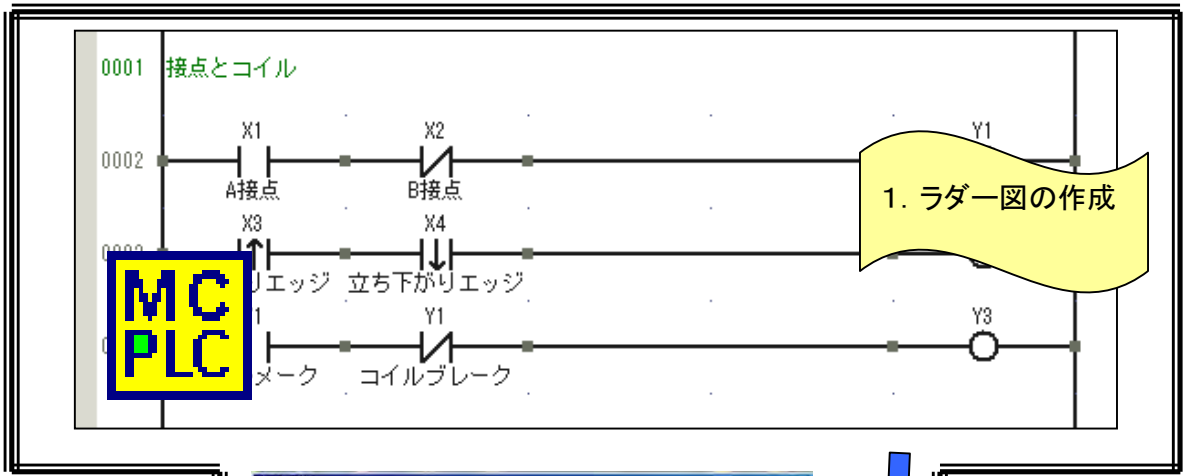 0001 接点とコイル
X1 X2 Y1
0002
A接点 B接点
1. ラダー図の作成
X3 X4
リエッジ 立ち下がりエッジ
MC
PLC
Y1 Y3
メーク コイルブレーク